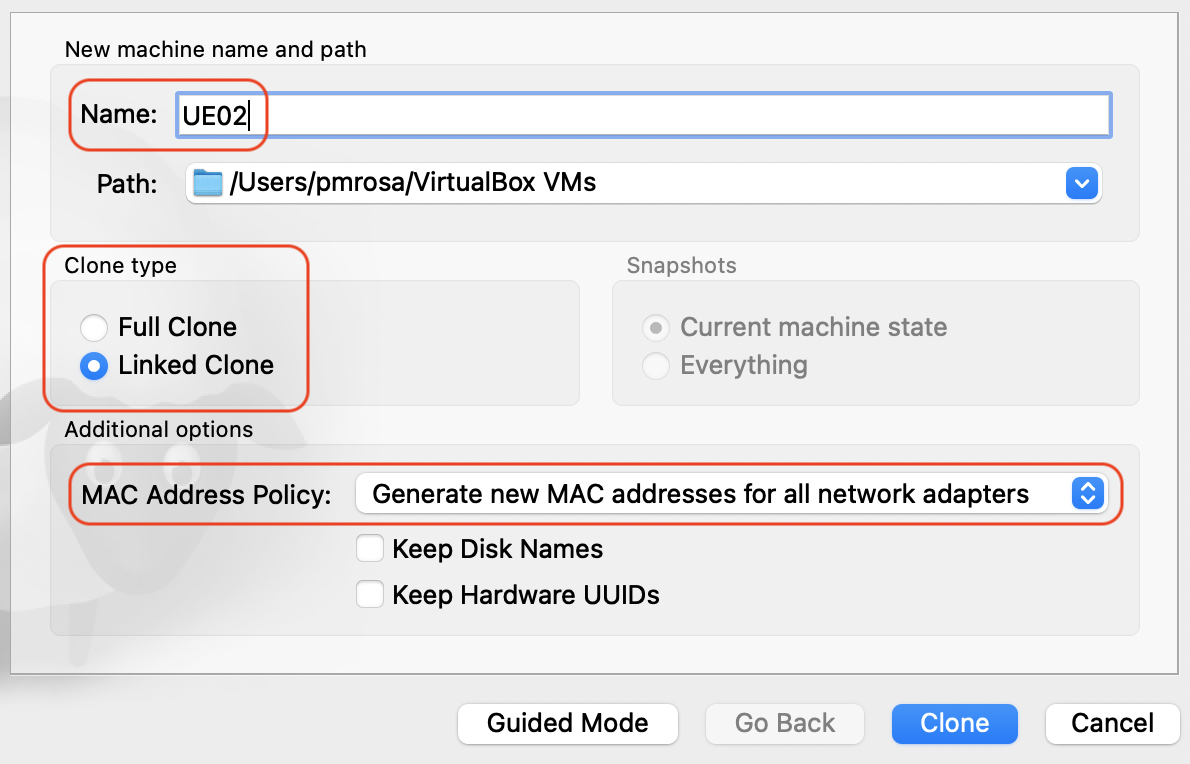 New machine name and path
Name: UE02
Path: /Users/pmrosa/VirtualBox VMs
Clone type
Full Clone
Linked Clone
Snapshots
Current machine state
Everything
Additional options
MAC Address Policy: Generate new MAC addresses for all network adapters
Keep Disk Names
Keep Hardware UUIDs
Guided Mode Go Back Clone Cancel